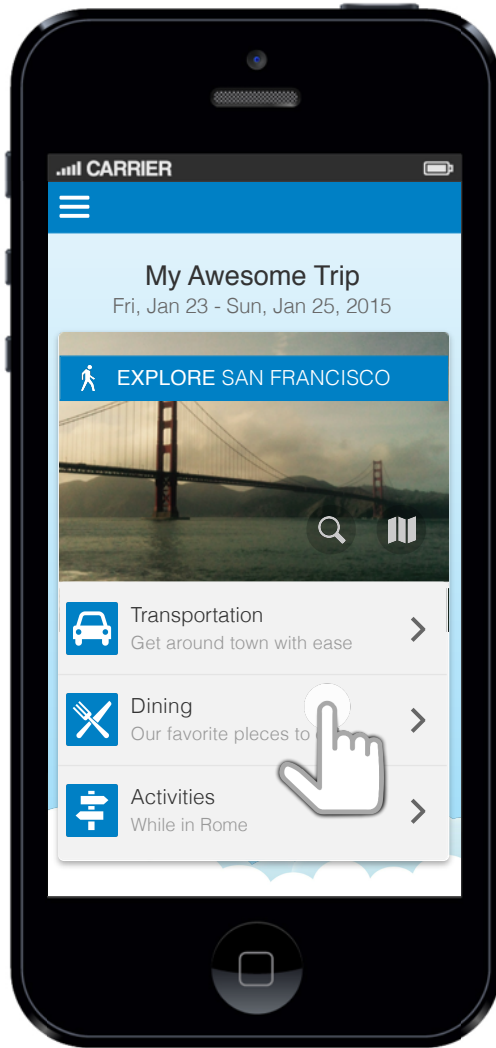 CARRIER
My Awesome Trip
Fri, Jan 23 - Sun, Jan 25, 2015
EXPLORE SAN FRANCISCO
Transportation
Get around town with ease
Dining
Our favorite pleces to
Activities
While in Rome